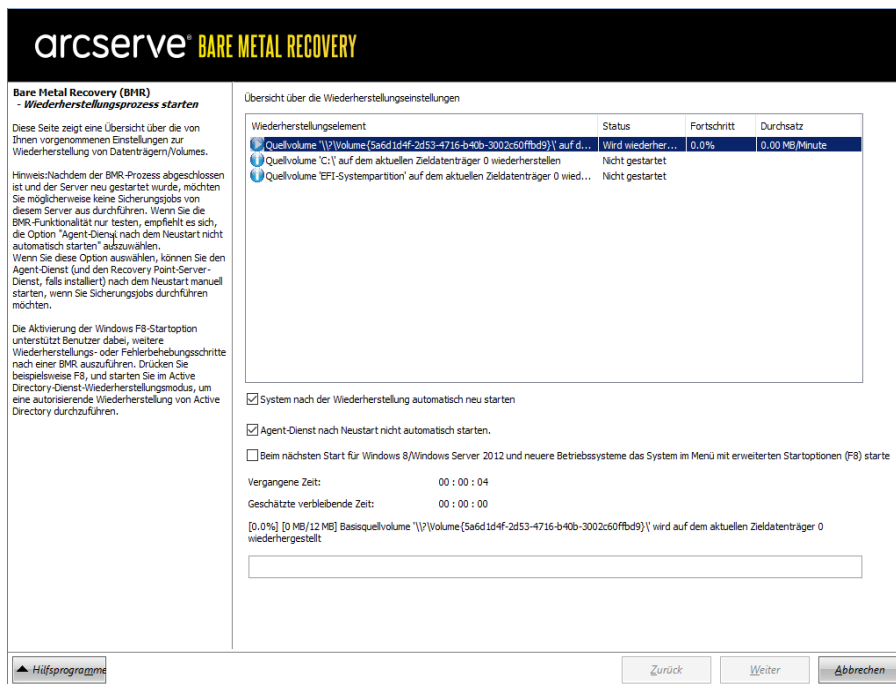 arcserve® BARE METAL RECOVERY
Bare Metal Recovery (BMR)
- Wiederherstellungsprozess starten
Diese Seite zeigt eine Übersicht über die von
Ihnen vorgenommenen Einstellungen zur
Wiederherstellung von Datenträgern/Volumes.
Hinweis:Nachdem der BMR-Prozess abgeschlossen
ist und der Server neu gestartet wurde, möchten
Sie möglicherweise keine Sicherungsjobs von
diesem Server aus durchführen. Wenn Sie die
BMR-Funktionalität nur testen, empfiehlt es sich,
die Option "Agent-Dienst nach dem Neustart nicht
automatisch starten" auszuwählen.
Wenn Sie diese Option auswählen, können Sie den
Agent-Dienst (und den Recovery Point-Server-
Dienst, falls installiert) nach dem Neustart manuell
starten, wenn Sie Sicherungsjobs durchführen
möchten.
Die Aktivierung der Windows F8-Startoption
unterstützt Benutzer dabei, weitere
Wiederherstellungs- oder Fehlerbehebungsschritte
nach einer BMR auszuführen. Drücken Sie
beispielsweise F8, und starten Sie im Active
Directory-Dienst-Wiederherstellungsmodus, um
eine autorisierende Wiederherstellung von Active
Directory durchzuführen.
Übersicht über die Wiederherstellungseinstellungen
Wiederherstellungselement Status Fortschritt Durchsatz
Quellvolume '\\?\Volume{5a6d1d4f-2d53-4716-b40b-3002c60ffbd9}\' auf d... Wird wiederher... 0.0% 0.00 MB/Minute
Quellvolume 'C:\' auf dem aktuellen Zieldatenträger 0 wiederherstellen Nicht gestartet
Quellvolume 'EFI-Systempartition' auf dem aktuellen Zieldatenträger 0 wied... Nicht gestartet
System nach der Wiederherstellung automatisch neu starten
Agent-Dienst nach Neustart nicht automatisch starten.
Beim nächsten Start für Windows 8/Windows Server 2012 und neuere Betriebssysteme das System im Menü mit erweiterten Startoptionen (F8) starte
Vergangene Zeit: 00 : 00 : 04
Geschätzte verbleibende Zeit: 00 : 00 : 00
[0.0%] [0 MB/12 MB] Basisquellvolume '\\?\Volume{5a6d1d4f-2d53-4716-b40b-3002c60ffbd9}\' wird auf dem aktuellen Zieldatenträger 0
wiederhergestellt
Hilfsprogramme Zurück Weiter Abbrechen